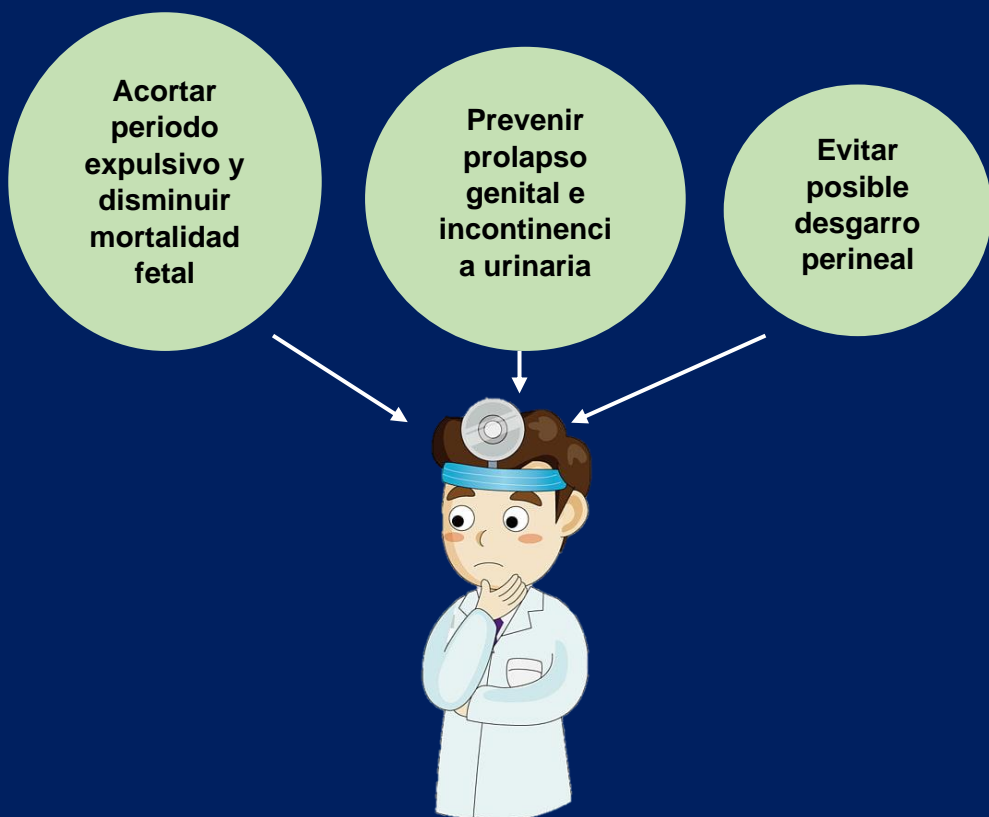 Acortar
periodo
expulsivo y
disminuir
mortalidad
fetal
Prevenir
prolapso
genital e
incontinenci
a urinaria
Evitar
posible
desgarro
perineal